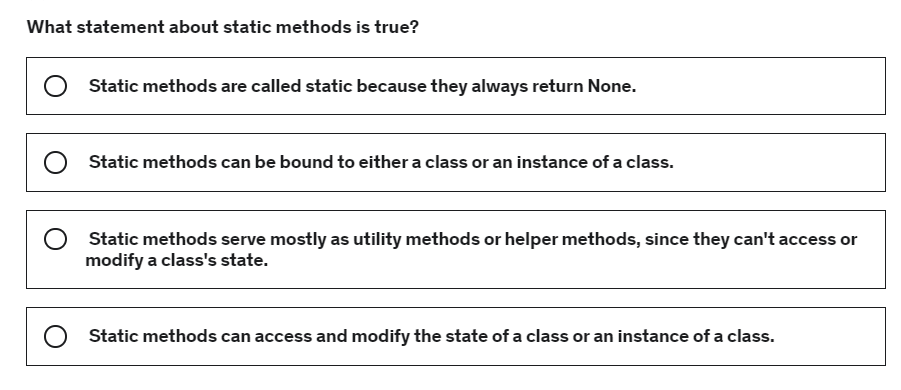 What statement about static methods is true?
Static methods are called static because they always return None.
Static methods can be bound to either a class or an instance of a class.
Static methods serve mostly as utility methods or helper methods, since they can't access or
modify a class's state.
Static methods can access and modify the state of a class or an instance of a class.